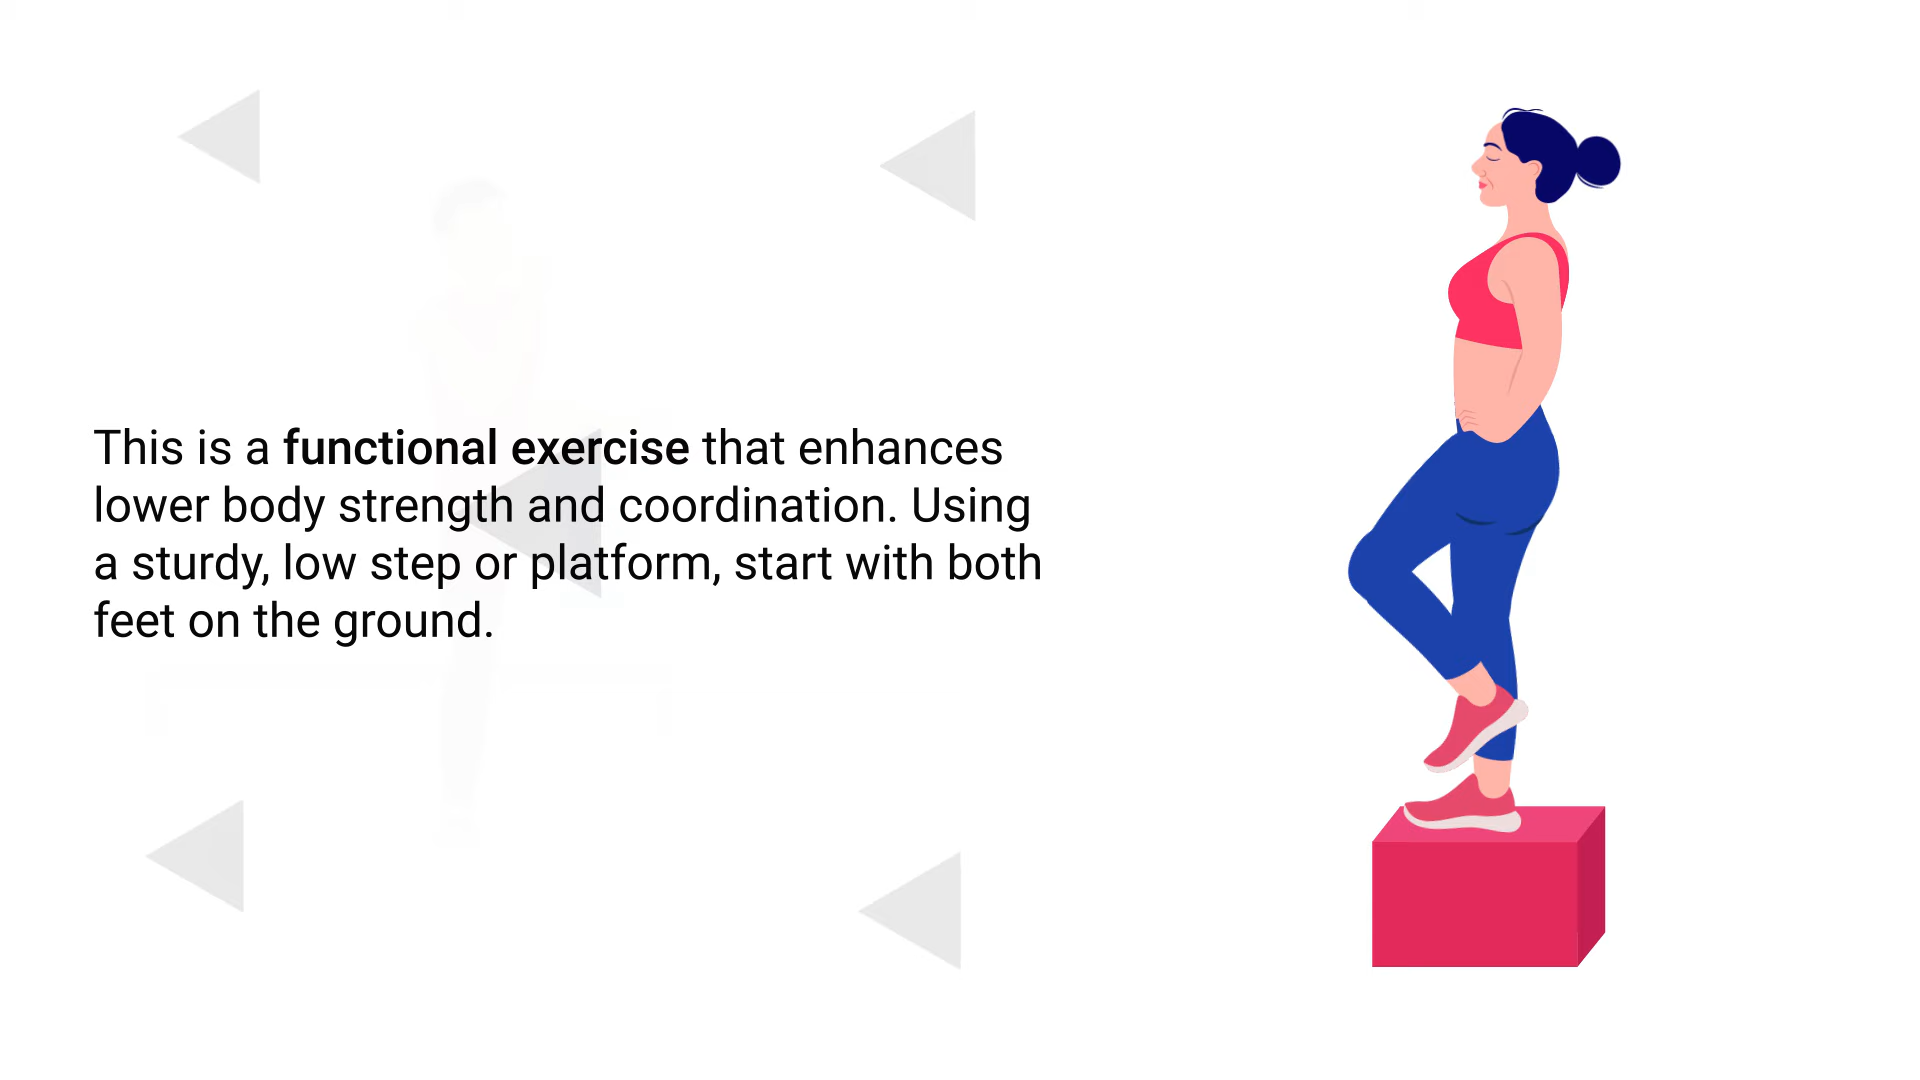 This is a functional exercise that enhances
lower body strength and coordination. Using
a sturdy, low step or platform, start with both
feet on the ground.